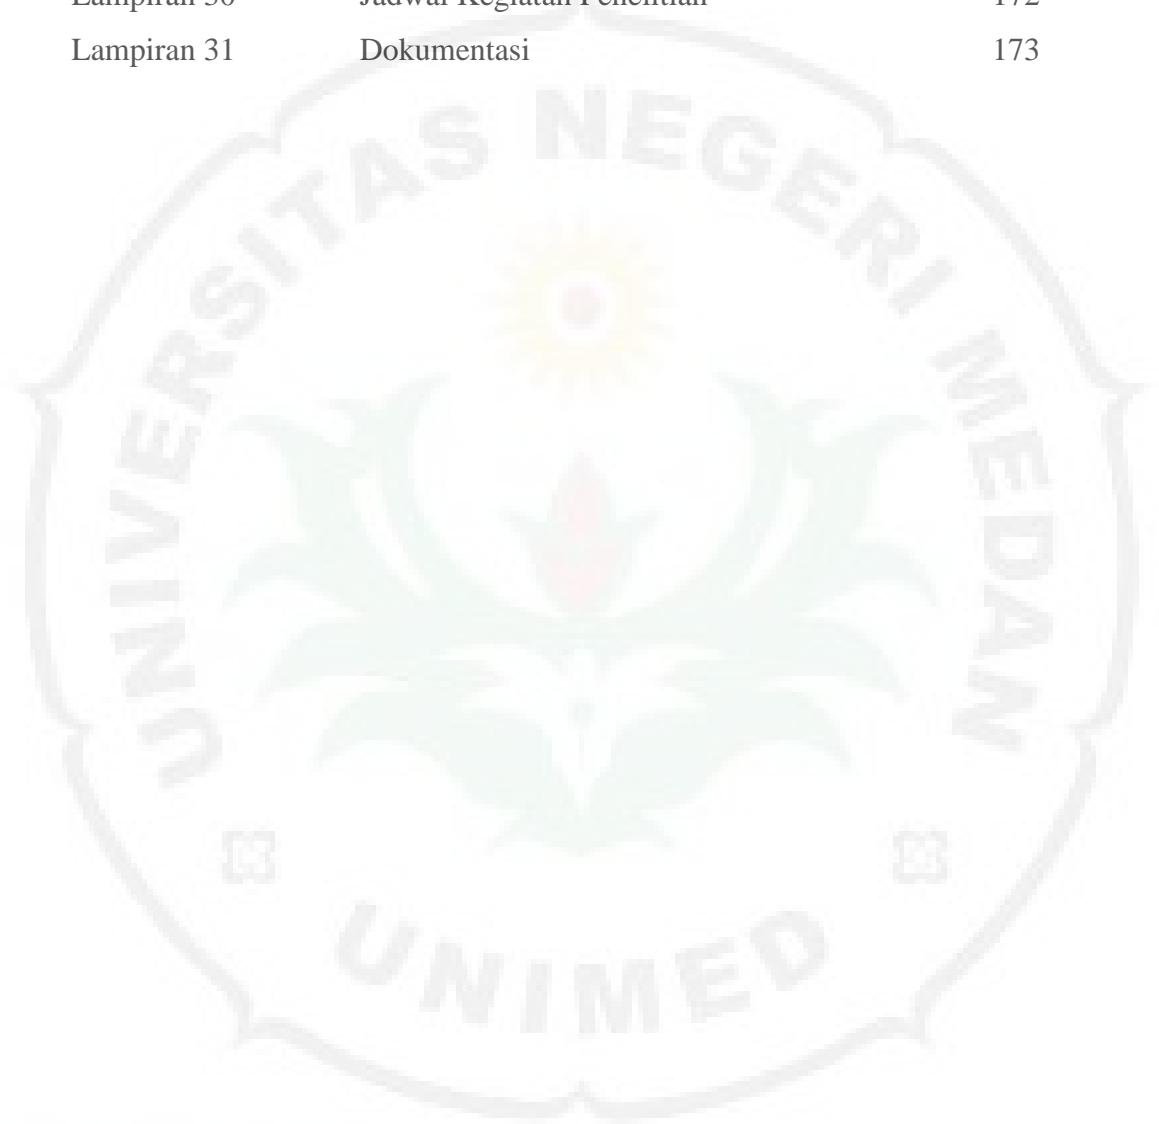 Lampiran 30 Jadwal Kegiatan Penelitian 172
Lampiran 31 Dokumentasi 173
UNIVERSITAS NEGERI MEDAN
UNIMED